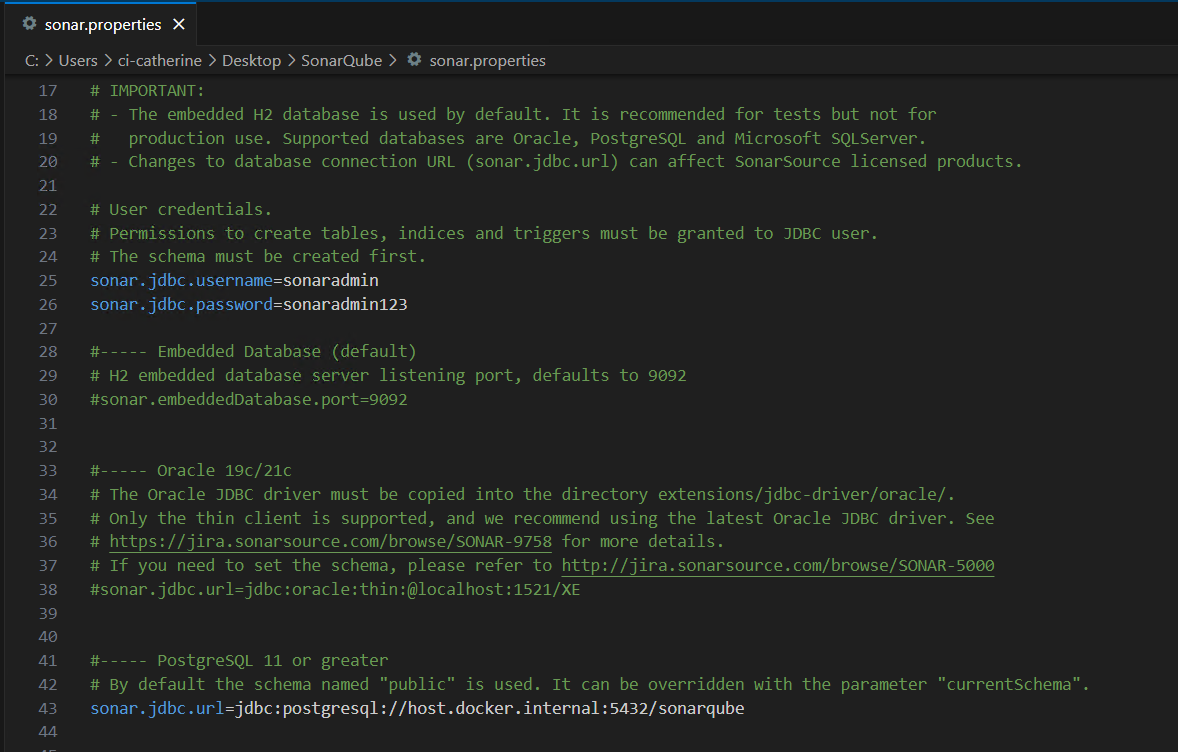 sonar.properties
C: > Users > ci-catherine > Desktop > SonarQube > sonar.properties
17 # IMPORTANT:
18 # - The embedded H2 database is used by default. It is recommended for tests but not for
19 #   production use. Supported databases are Oracle, PostgreSQL and Microsoft SQLServer.
20 # - Changes to database connection URL (sonar.jdbc.url) can affect SonarSource licensed products.
21
22 # User credentials.
23 # Permissions to create tables, indices and triggers must be granted to JDBC user.
24 # The schema must be created first.
25 sonar.jdbc.username=sonaradmin
26 sonar.jdbc.password=sonaradmin123
27
28 #----- Embedded Database (default)
29 # H2 embedded database server listening port, defaults to 9092
30 #sonar.embeddedDatabase.port=9092
31
32
33 #----- Oracle 19c/21c
34 # The Oracle JDBC driver must be copied into the directory extensions/jdbc-driver/oracle/.
35 # Only the thin client is supported, and we recommend using the latest Oracle JDBC driver. See
36 # https://jira.sonarsource.com/browse/SONAR-9758 for more details.
37 # If you need to set the schema, please refer to http://jira.sonarsource.com/browse/SONAR-5000
38 #sonar.jdbc.url=jdbc:oracle:thin:@localhost:1521/XE
39
40
41 #----- PostgreSQL 11 or greater
42 # By default the schema named "public" is used. It can be overridden with the parameter "currentSchema".
43 sonar.jdbc.url=jdbc:postgresql://host.docker.internal:5432/sonarqube
44